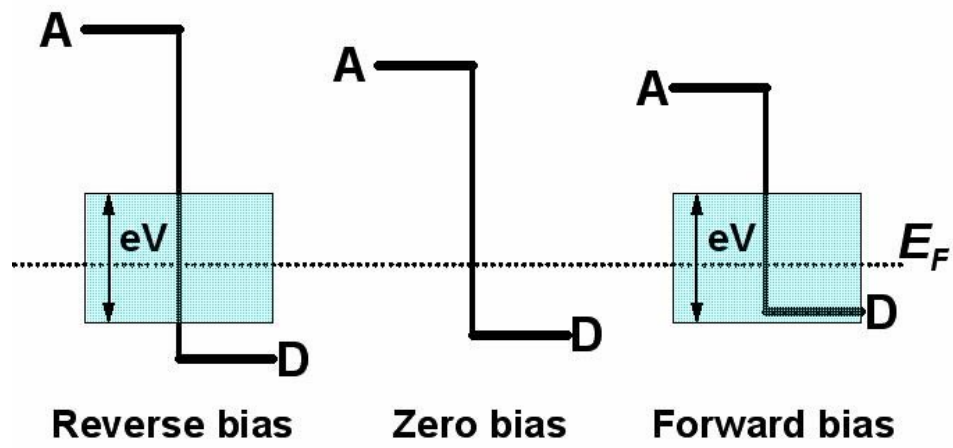 A
A
A
eV
eV
E_F
D
D
D
Reverse bias
Zero bias
Forward bias